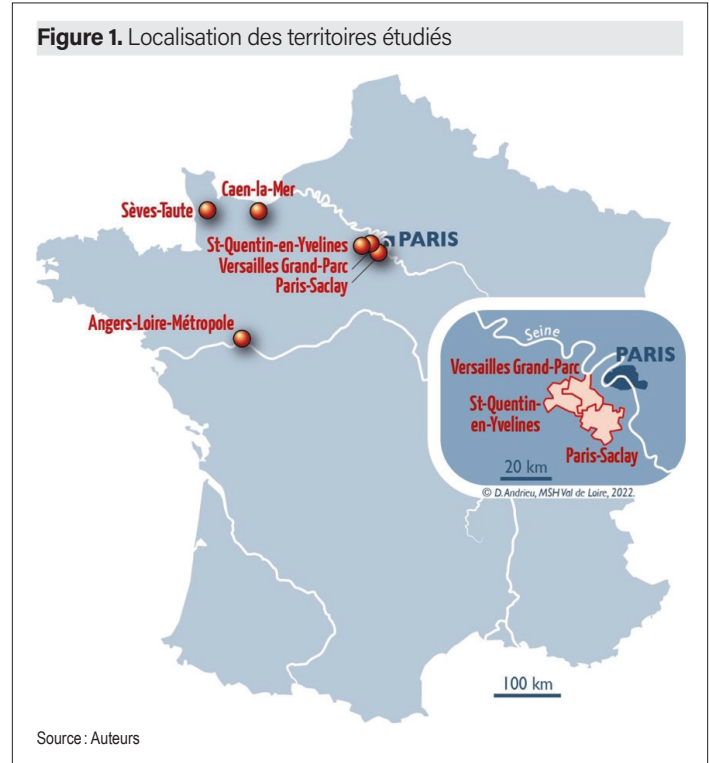 Figure 1. Localisation des territoires étudiés
Caen-la-Mer
Sèves-Taute
St-Quentin-en-Yvelines
PARIS
Versailles Grand-Parc
Paris-Saclay
Angers-Loire-Métropole
Seine
PARIS
Versailles Grand-Parc
St-Quentin-
en-Yvelines
Paris-Saclay
20 km
© D. Andrieu, MSH Val de Loire, 2022.
100 km
Source : Auteurs